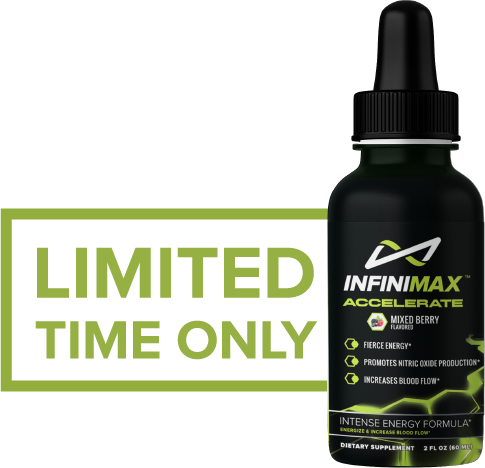 LIMITED
TIME ONLY
INFINIMAX™
ACCELERATE
MIXED BERRY
FLAVORED
FIERCE ENERGY*
PROMOTES NITRIC OXIDE PRODUCTION*
INCREASES BLOOD FLOW*
INTENSE ENERGY FORMULA*
ENERGIZE & INCREASE BLOOD FLOW*
DIETARY SUPPLEMENT 2 FL OZ (60 ML)